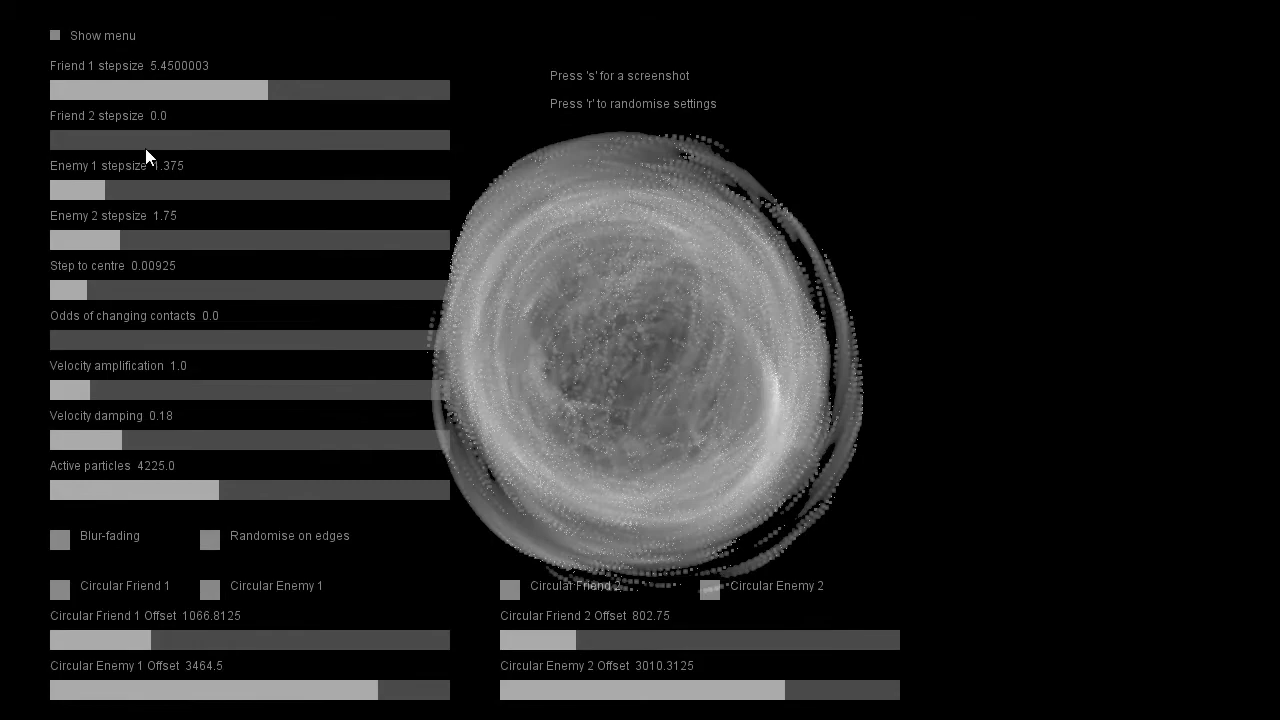 Show menu
Friend 1 stepsize 5.4500003
Press 's' for a screenshot
Press 'r' to randomise settings
Friend 2 stepsize 0.0
Enemy 1 stepsize 1.375
Enemy 2 stepsize 1.75
Step to centre 0.00925
Odds of changing contacts 0.0
Velocity amplification 1.0
Velocity damping 0.18
Active particles 4225.0
Blur-fading
Randomise on edges
Circular Friend 1
Circular Enemy 1
Circular Friend 2
Circular Enemy 2
Circular Friend 1 Offset 1066.8125
Circular Friend 2 Offset 802.75
Circular Enemy 1 Offset 3464.5
Circular Enemy 2 Offset 3010.3125